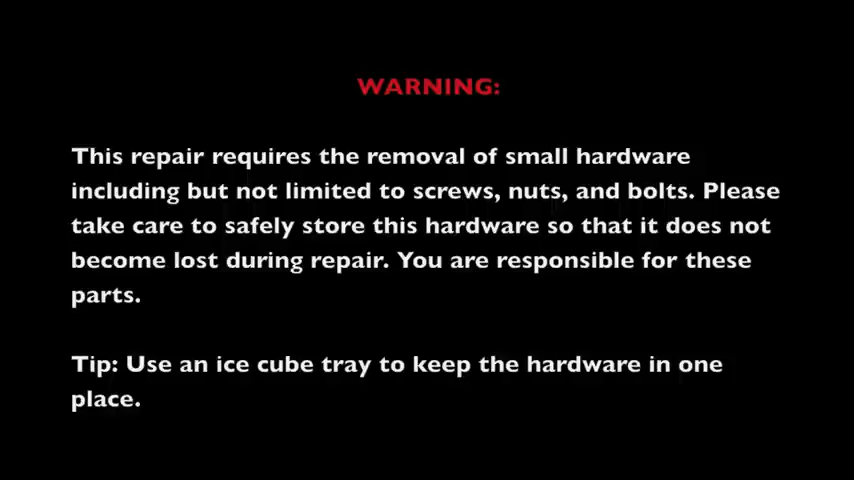 WARNING:
This repair requires the removal of small hardware
including but not limited to screws, nuts, and bolts. Please
take care to safely store this hardware so that it does not
become lost during repair. You are responsible for these
parts.
Tip: Use an ice cube tray to keep the hardware in one
place.